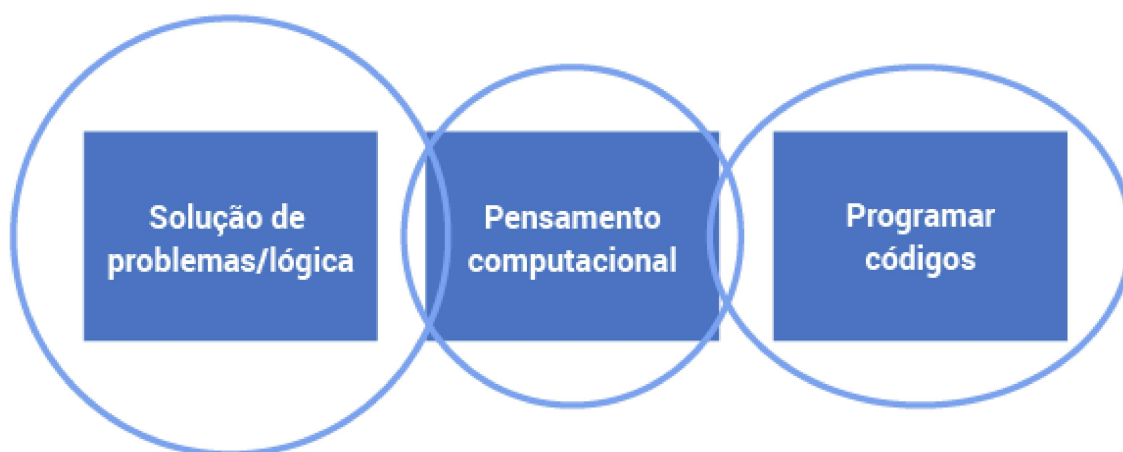 Solução de
problemas/lógica
Pensamento
computacional
Programar
códigos